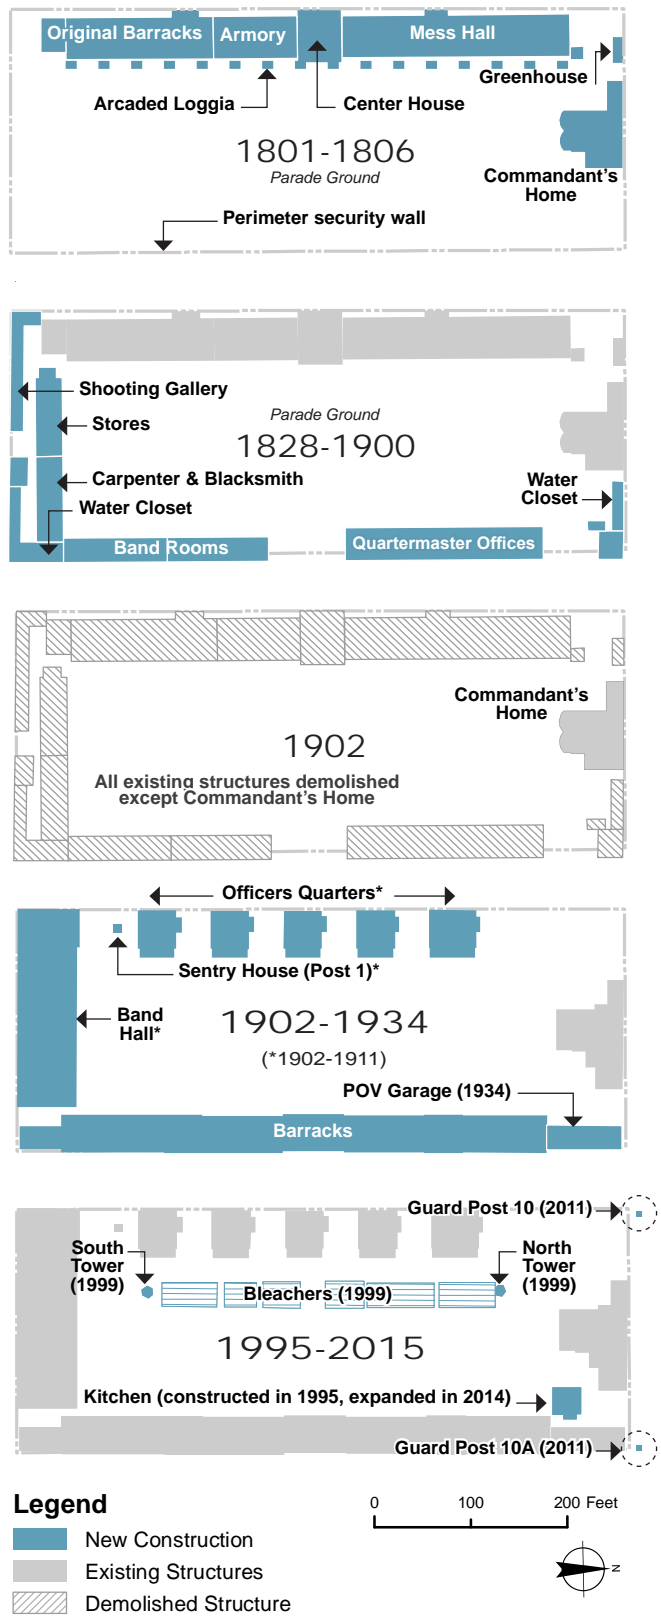 Original Barracks
Armory
Mess Hall
Greenhouse
Arcaded Loggia
Center House
1801-1806
Parade Ground
Commandant's
Home
Perimeter security wall
Shooting Gallery
Parade Ground
Stores
1828-1900
Carpenter & Blacksmith
Water
Closet
Water Closet
Band Rooms
Quartermaster Offices
Commandant's
Home
1902
All existing structures demolished
except Commandant's Home
Officers Quarters*
Sentry House (Post 1)*
Band
Hall*
1902-1934
(*1902-1911)
POV Garage (1934)
Barracks
Guard Post 10 (2011)
South
Tower
(1999)
North
Tower
(1999)
Bleachers (1999)
1995-2015
Kitchen (constructed in 1995, expanded in 2014)
Guard Post 10A (2011)
Legend
0 100 200 Feet
New Construction
Existing Structures
Demolished Structure
N